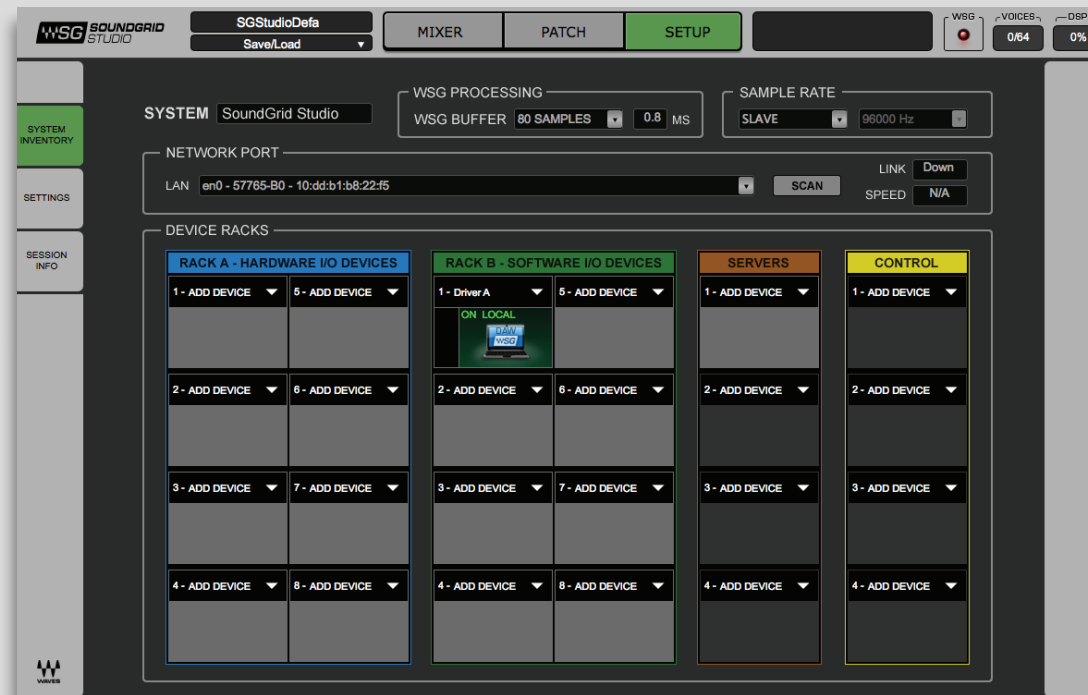 WSG SOUNDGRID STUDIO
SGStudioDefa
Save/Load
MIXER
PATCH
SETUP
WSG
VOICES
DSP
0/64
0%
SYSTEM INVENTORY
SETTINGS
SESSION INFO
SYSTEM SoundGrid Studio
WSG PROCESSING
WSG BUFFER 80 SAMPLES 0.8 MS
SAMPLE RATE
SLAVE 96000 Hz
NETWORK PORT
LAN en0 - 57765-B0 - 10:dd:b1:b8:22:f5
SCAN
LINK Down
SPEED N/A
DEVICE RACKS
RACK A - HARDWARE I/O DEVICES
RACK B - SOFTWARE I/O DEVICES
SERVERS
CONTROL
1 - ADD DEVICE 5 - ADD DEVICE 1 - Driver A 5 - ADD DEVICE 1 - ADD DEVICE 1 - ADD DEVICE
ON LOCAL
DAW
WSG
2 - ADD DEVICE 6 - ADD DEVICE 2 - ADD DEVICE 6 - ADD DEVICE 2 - ADD DEVICE 2 - ADD DEVICE
3 - ADD DEVICE 7 - ADD DEVICE 3 - ADD DEVICE 7 - ADD DEVICE 3 - ADD DEVICE 3 - ADD DEVICE
4 - ADD DEVICE 8 - ADD DEVICE 4 - ADD DEVICE 8 - ADD DEVICE 4 - ADD DEVICE 4 - ADD DEVICE
WAVES